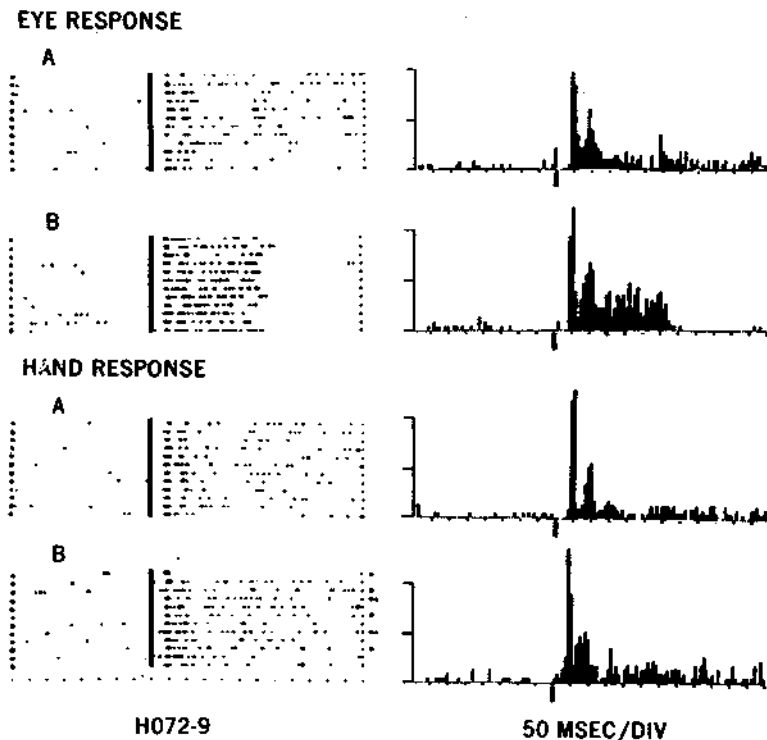 EYE RESPONSE
A
B
HAND RESPONSE
A
B
H072-9
50 MSEC/DIV